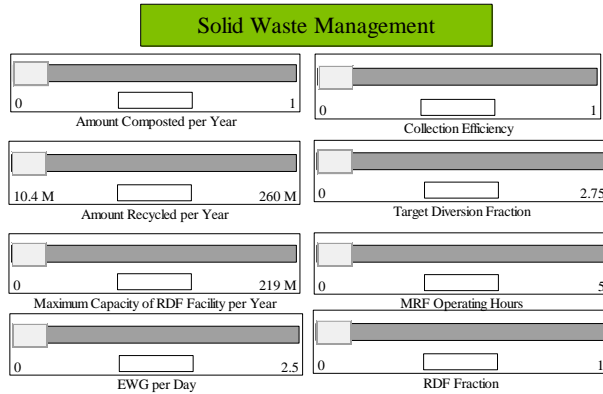 Solid Waste Management
0 1
Amount Composted per Year
0 1
Collection Efficiency
10.4 M 260 M
Amount Recycled per Year
0 2.75
Target Diversion Fraction
0 219 M
Maximum Capacity of RDF Facility per Year
0 5
MRF Operating Hours
0 2.5
EWG per Day
0 1
RDF Fraction